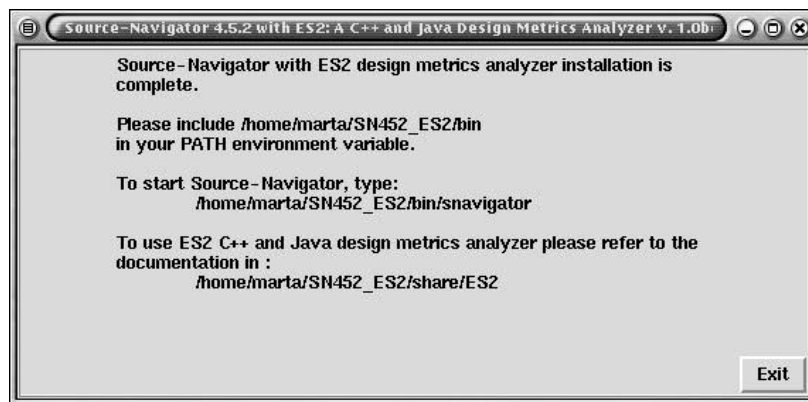 Source-Navigator 4.5.2 with ES2: A C++ and Java Design Metrics Analyzer v. 1.0b
Source-Navigator with ES2 design metrics analyzer installation is
complete.
Please include /home/marta/SN452_ES2/bin
in your PATH environment variable.
To start Source-Navigator, type:
/home/marta/SN452_ES2/bin/snavigator
To use ES2 C++ and Java design metrics analyzer please refer to the
documentation in :
/home/marta/SN452_ES2/share/ES2
Exit